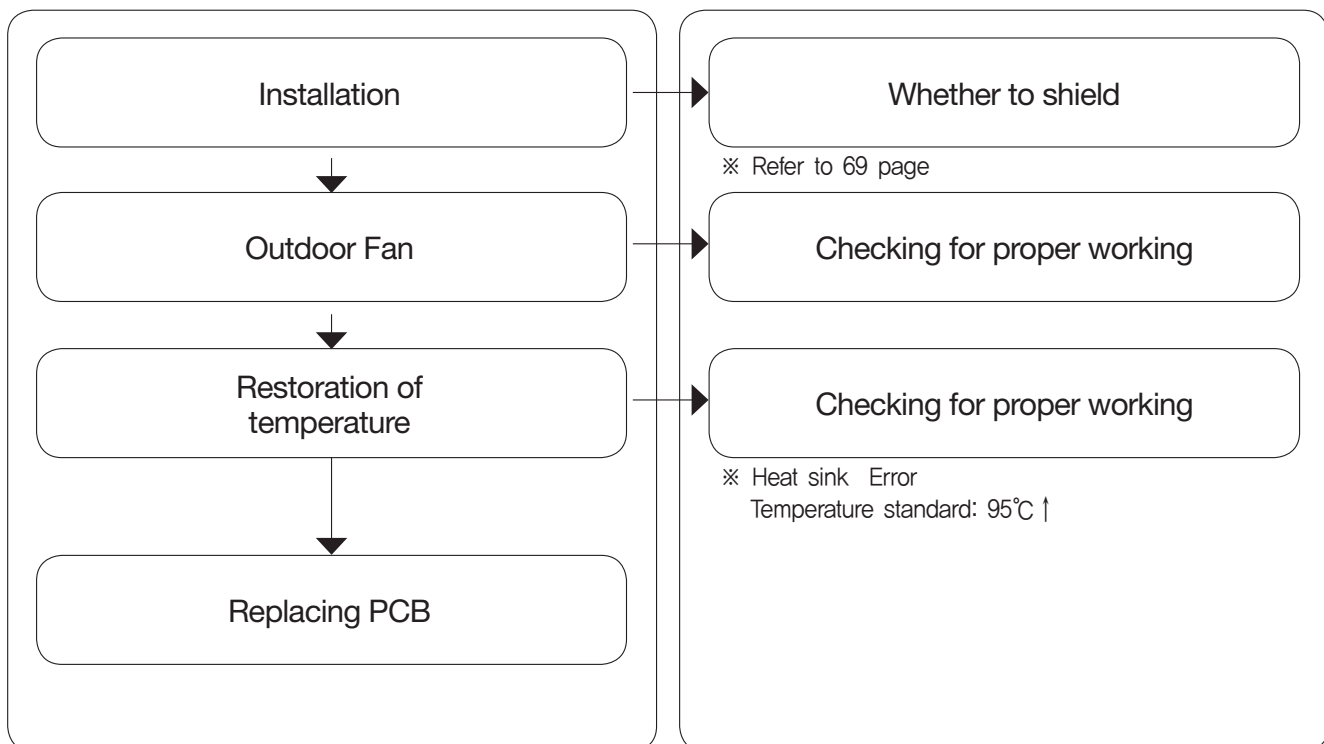 Installation
Whether to shield
※ Refer to 69 page
Outdoor Fan
Checking for proper working
Restoration of
temperature
Checking for proper working
※ Heat sink Error
Temperature standard: 95℃ ↑
Replacing PCB